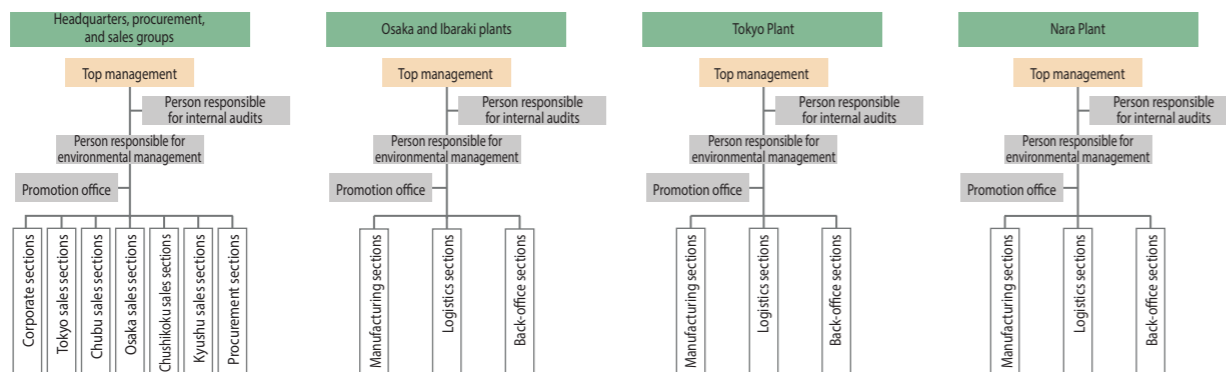 Headquarters, procurement,
and sales groups
Top management
Person responsible
for internal audits
Person responsible for
environmental management
Promotion office
Corporate sections
Tokyo sales sections
Chubu sales sections
Osaka sales sections
Chushikoku sales sections
Kyushu sales sections
Procurement sections
Osaka and Ibaraki plants
Top management
Person responsible
for internal audits
Person responsible for
environmental management
Promotion office
Manufacturing sections
Logistics sections
Back-office sections
Tokyo Plant
Top management
Person responsible
for internal audits
Person responsible for
environmental management
Promotion office
Manufacturing sections
Logistics sections
Back-office sections
Nara Plant
Top management
Person responsible
for internal audits
Person responsible for
environmental management
Promotion office
Manufacturing sections
Logistics sections
Back-office sections